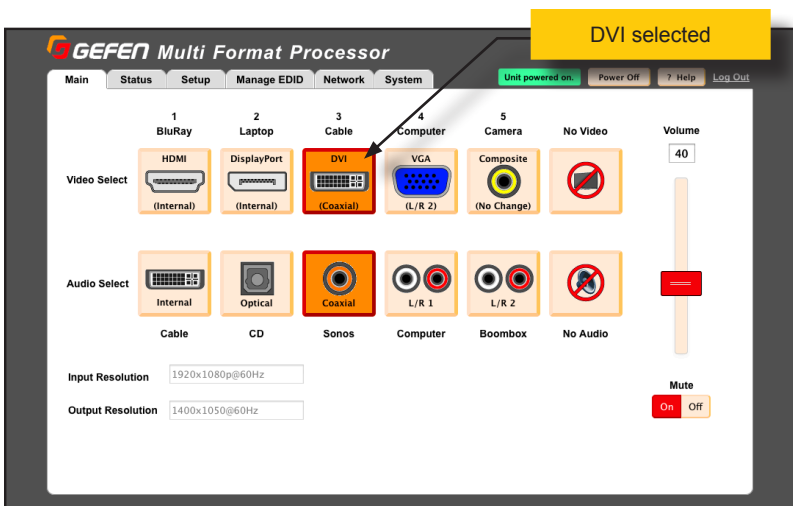 DVI selected
GEFEN Multi Format Processor
Main Status Setup Manage EDID Network System Unit powered on. Power Off ? Help Log Out
1 2 3 4 5
BluRay Laptop Cable Computer Camera No Video Volume
40
HDMI DisplayPort DVI VGA Composite
Video Select
(Internal) (Internal) (Coaxial) (L/R 2) (No Change)
Audio Select
Internal Optical Coaxial L/R 1 L/R 2
Cable CD Sonos Computer Boombox No Audio
Input Resolution 1920x1080p@60Hz
Mute
Output Resolution 1400x1050@60Hz On Off